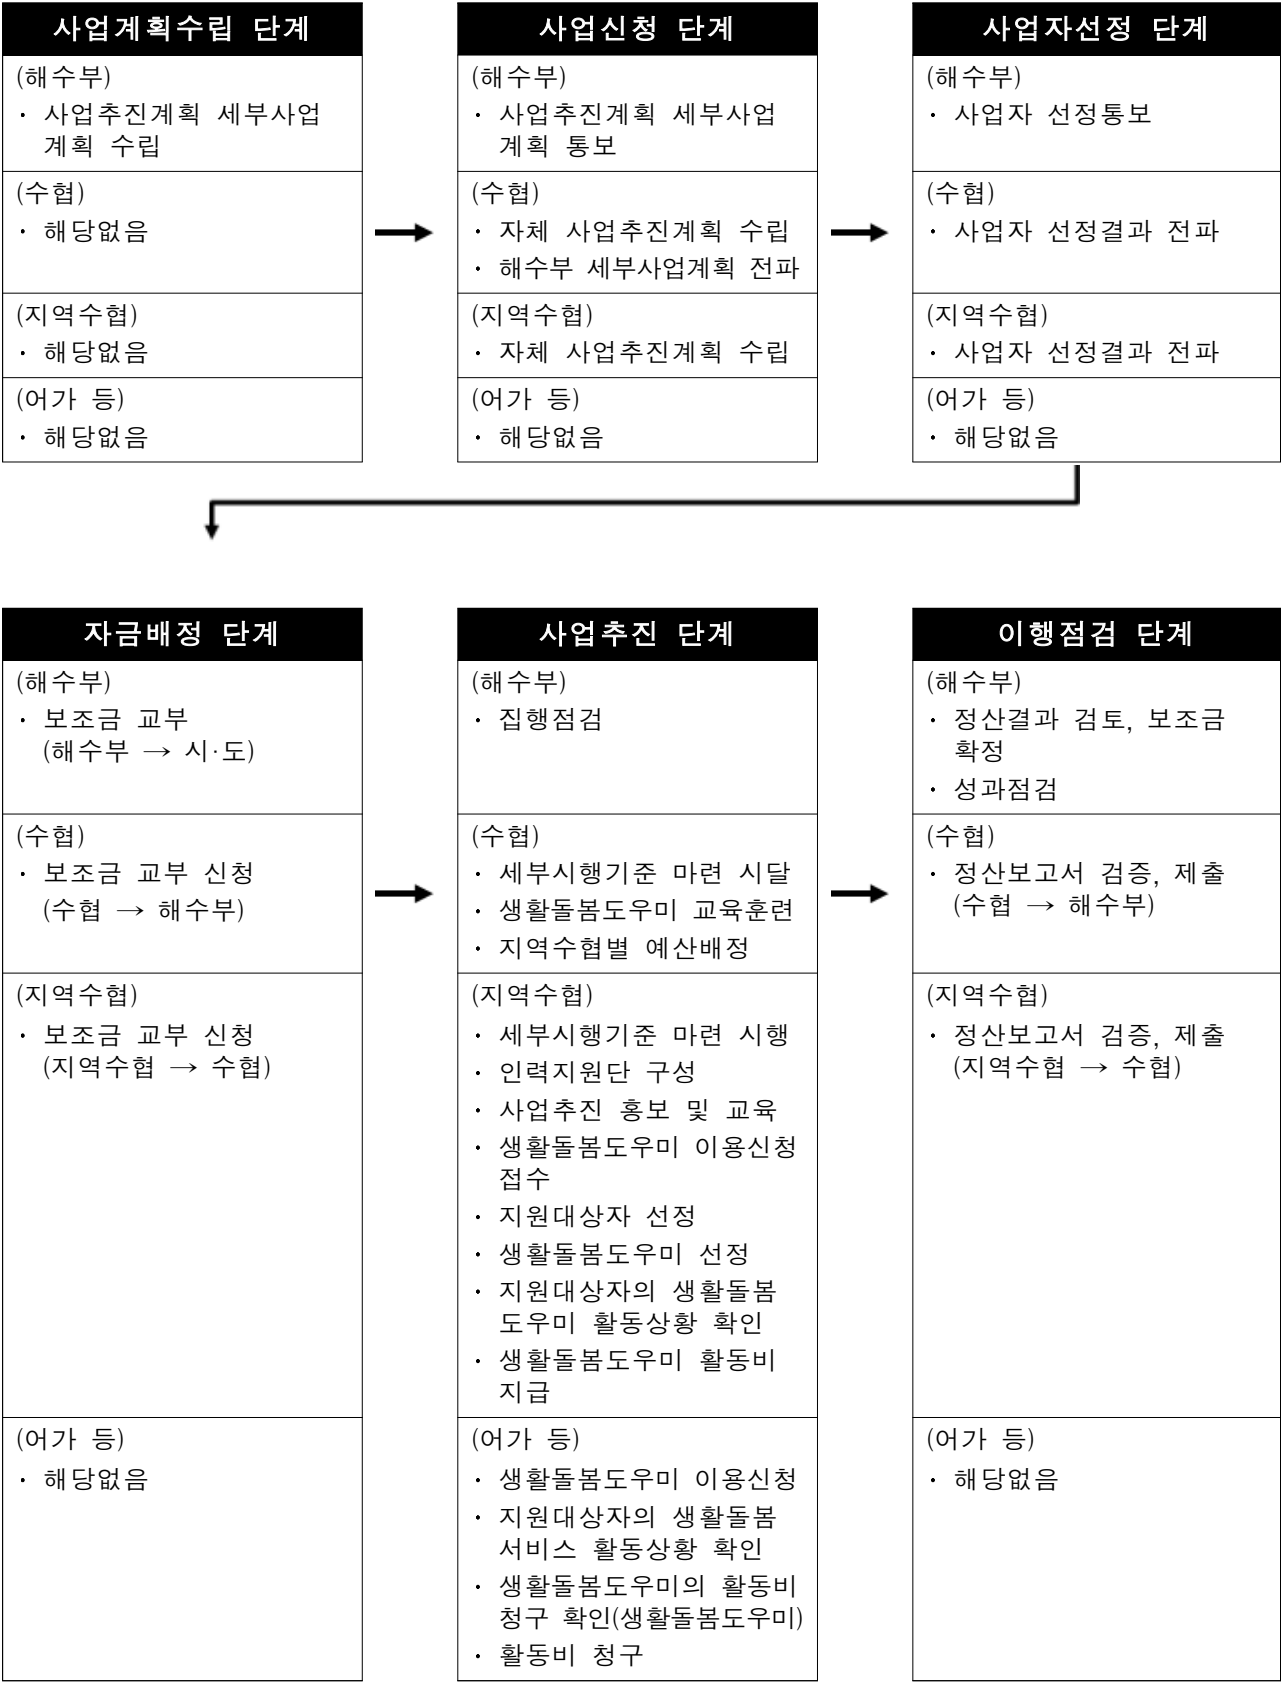 사업계획수립 단계
(해수부)
· 사업추진계획 세부사업
계획 수립
(수협)
· 해당없음
(지역수협)
· 해당없음
(어가 등)
· 해당없음
사업신청 단계
(해수부)
· 사업추진계획 세부사업
계획 통보
(수협)
· 자체 사업추진계획 수립
· 해수부 세부사업계획 전파
(지역수협)
· 자체 사업추진계획 수립
(어가 등)
· 해당없음
사업자선정 단계
(해수부)
· 사업자 선정통보
(수협)
· 사업자 선정결과 전파
(지역수협)
· 사업자 선정결과 전파
(어가 등)
· 해당없음
자금배정 단계
(해수부)
· 보조금 교부
(해수부 → 시·도)
(수협)
· 보조금 교부 신청
(수협 → 해수부)
(지역수협)
· 보조금 교부 신청
(지역수협 → 수협)
(어가 등)
· 해당없음
사업추진 단계
(해수부)
· 집행점검
(수협)
· 세부시행기준 마련 시달
· 생활돌봄도우미 교육훈련
· 지역수협별 예산배정
(지역수협)
· 세부시행기준 마련 시행
· 인력지원단 구성
· 사업추진 홍보 및 교육
· 생활돌봄도우미 이용신청
접수
· 지원대상자 선정
· 생활돌봄도우미 선정
· 지원대상자의 생활돌봄
도우미 활동상황 확인
· 생활돌봄도우미 활동비
지급
(어가 등)
· 생활돌봄도우미 이용신청
· 지원대상자의 생활돌봄
서비스 활동상황 확인
· 생활돌봄도우미의 활동비
청구 확인(생활돌봄도우미)
· 활동비 청구
이행점검 단계
(해수부)
· 정산결과 검토, 보조금
확정
· 성과점검
(수협)
· 정산보고서 검증, 제출
(수협 → 해수부)
(지역수협)
· 정산보고서 검증, 제출
(지역수협 → 수협)
(어가 등)
· 해당없음